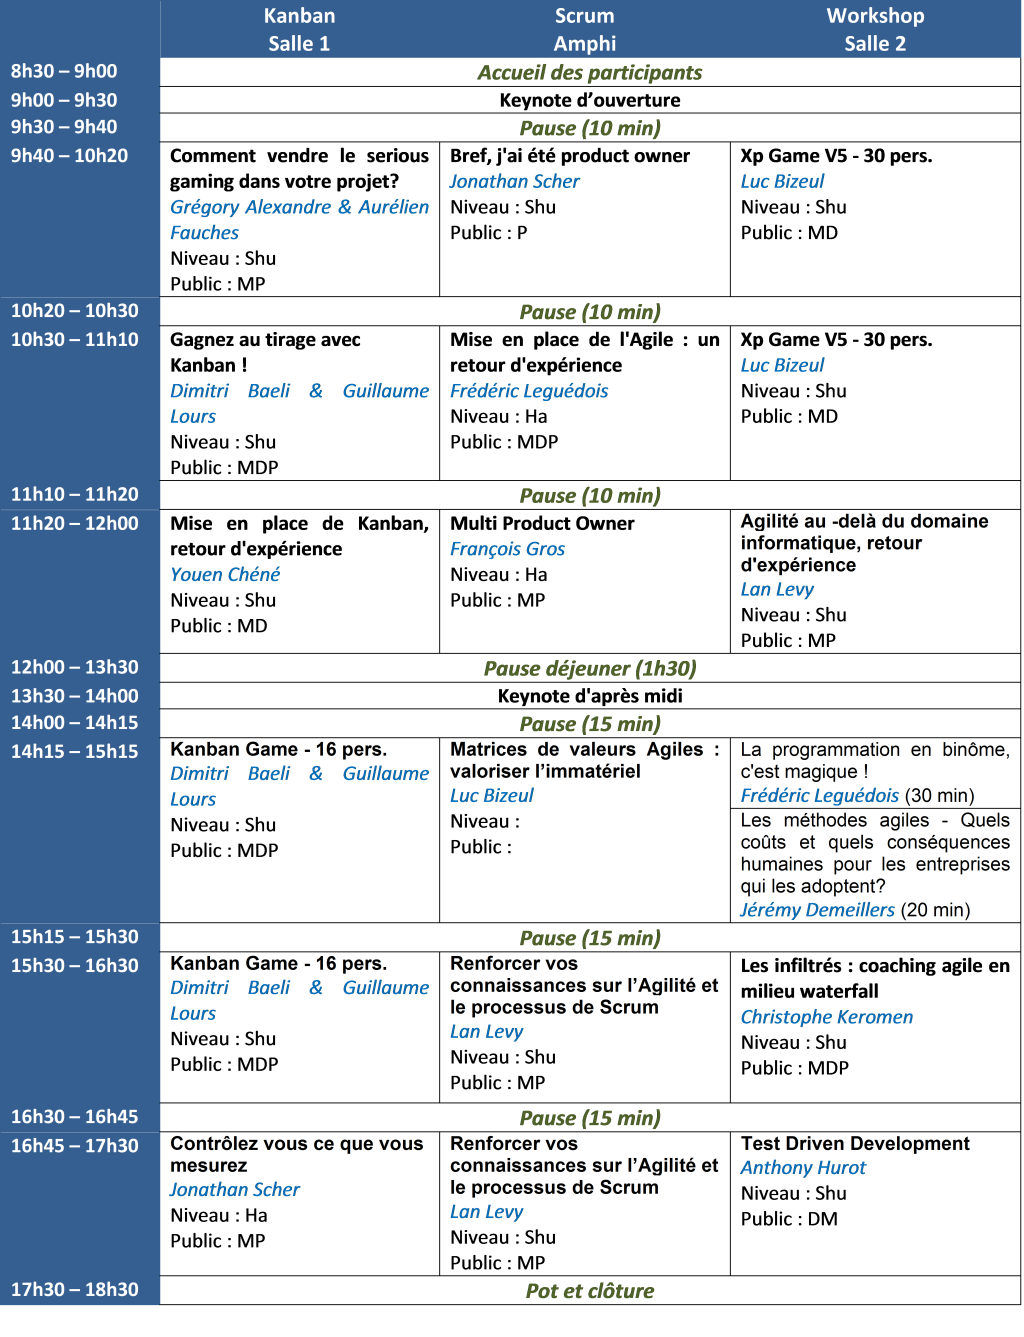 Kanban
Salle 1
Scrum
Amphi
Workshop
Salle 2
8h30 – 9h00
Accueil des participants
9h00 – 9h30
Keynote d’ouverture
9h30 – 9h40
Pause (10 min)
9h40 – 10h20
Comment vendre le serious
gaming dans votre projet?
Grégory Alexandre & Aurélien
Fauches
Niveau : Shu
Public : MP
Bref, j'ai été product owner
Jonathan Scher
Niveau : Shu
Public : P
Xp Game V5 - 30 pers.
Luc Bizeul
Niveau : Shu
Public : MD
10h20 – 10h30
Pause (10 min)
10h30 – 11h10
Gagnez au tirage avec
Kanban !
Dimitri Baeli & Guillaume
Lours
Niveau : Shu
Public : MDP
Mise en place de l'Agile : un
retour d'expérience
Frédéric Leguédois
Niveau : Ha
Public : MDP
Xp Game V5 - 30 pers.
Luc Bizeul
Niveau : Shu
Public : MD
11h10 – 11h20
Pause (10 min)
11h20 – 12h00
Mise en place de Kanban,
retour d'expérience
Youen Chéné
Niveau : Shu
Public : MD
Multi Product Owner
François Gros
Niveau : Ha
Public : MP
Agilité au -delà du domaine
informatique, retour
d'expérience
Lan Levy
Niveau : Shu
Public : MP
12h00 – 13h30
Pause déjeuner (1h30)
13h30 – 14h00
Keynote d'après midi
14h00 – 14h15
Pause (15 min)
14h15 – 15h15
Kanban Game - 16 pers.
Dimitri Baeli & Guillaume
Lours
Niveau : Shu
Public : MDP
Matrices de valeurs Agiles :
valoriser l’immatériel
Luc Bizeul
Niveau :
Public :
La programmation en binôme,
c'est magique !
Frédéric Leguédois (30 min)
Les méthodes agiles - Quels
coûts et quels conséquences
humaines pour les entreprises
qui les adoptent?
Jérémy Demeillers (20 min)
15h15 – 15h30
Pause (15 min)
15h30 – 16h30
Kanban Game - 16 pers.
Dimitri Baeli & Guillaume
Lours
Niveau : Shu
Public : MDP
Renforcer vos
connaissances sur l’Agilité et
le processus de Scrum
Lan Levy
Niveau : Shu
Public : MP
Les infiltrés : coaching agile en
milieu waterfall
Christophe Keromen
Niveau : Shu
Public : MDP
16h30 – 16h45
Pause (15 min)
16h45 – 17h30
Contrôlez vous ce que vous
mesurez
Jonathan Scher
Niveau : Ha
Public : MP
Renforcer vos
connaissances sur l’Agilité et
le processus de Scrum
Lan Levy
Niveau : Shu
Public : MP
Test Driven Development
Anthony Hurot
Niveau : Shu
Public : DM
17h30 – 18h30
Pot et clôture